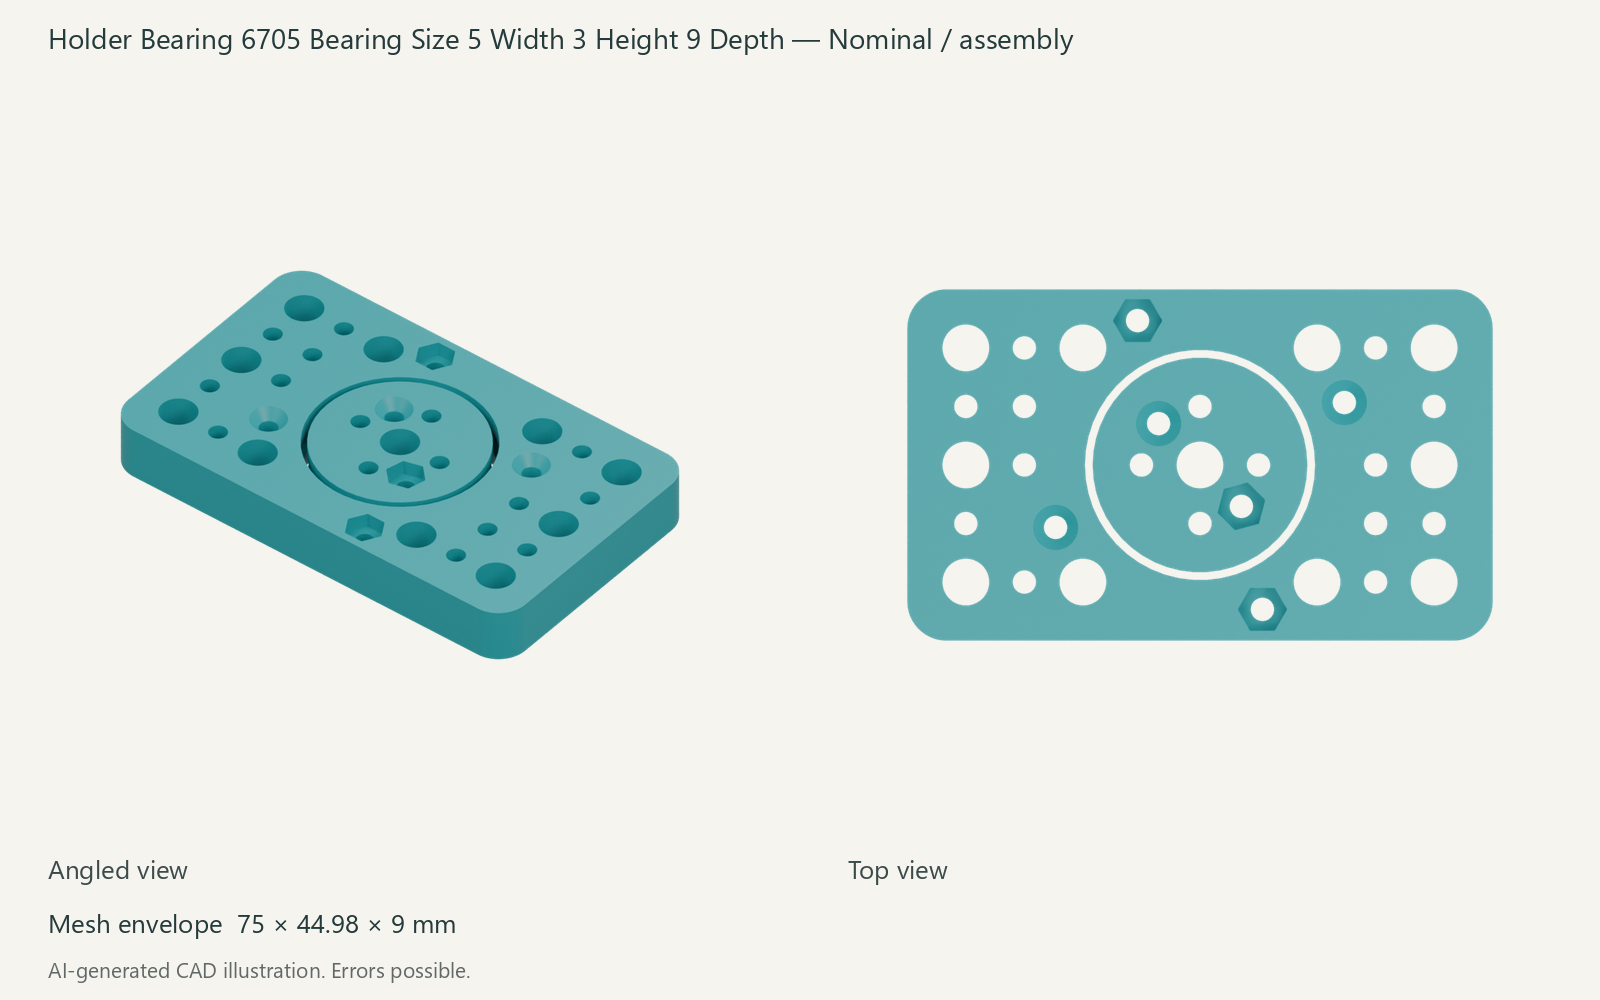 Holder Bearing 6705 Bearing Size 5 Width 3 Height 9 Depth — Nominal / assembly
Angled view
Top view
Mesh envelope 75 × 44.98 × 9 mm
AI-generated CAD illustration. Errors possible.